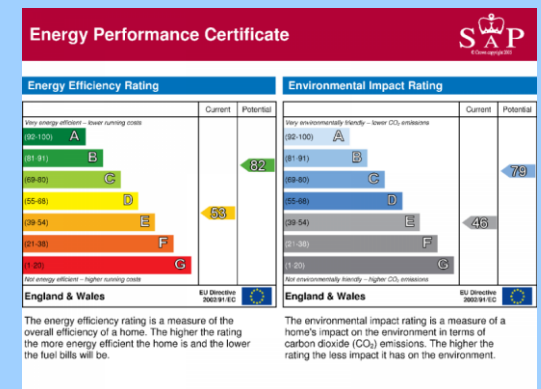 Energy Performance Certificate
SAP
© Crown copyright 2011
Energy Efficiency Rating
Current Potential
Very energy efficient – lower running costs
(92-100) A
(81-91) B
(69-80) C
(55-68) D
(39-54) E
(21-38) F
(1-20) G
82
53
Not energy efficient – higher running costs
England & Wales
EU Directive
2002/91/EC
The energy efficiency rating is a measure of the
overall efficiency of a home. The higher the rating
the more energy efficient the home is and the lower
the fuel bills will be.
Environmental Impact Rating
Current Potential
Very environmentally friendly – lower CO₂ emissions
(92-100) A
(81-91) B
(69-80) C
(55-68) D
(39-54) E
(21-38) F
(1-20) G
79
46
Not environmentally friendly – higher CO₂ emissions
England & Wales
EU Directive
2002/91/EC
The environmental impact rating is a measure of a
home's impact on the environment in terms of
carbon dioxide (CO₂) emissions. The higher the
rating the less impact it has on the environment.